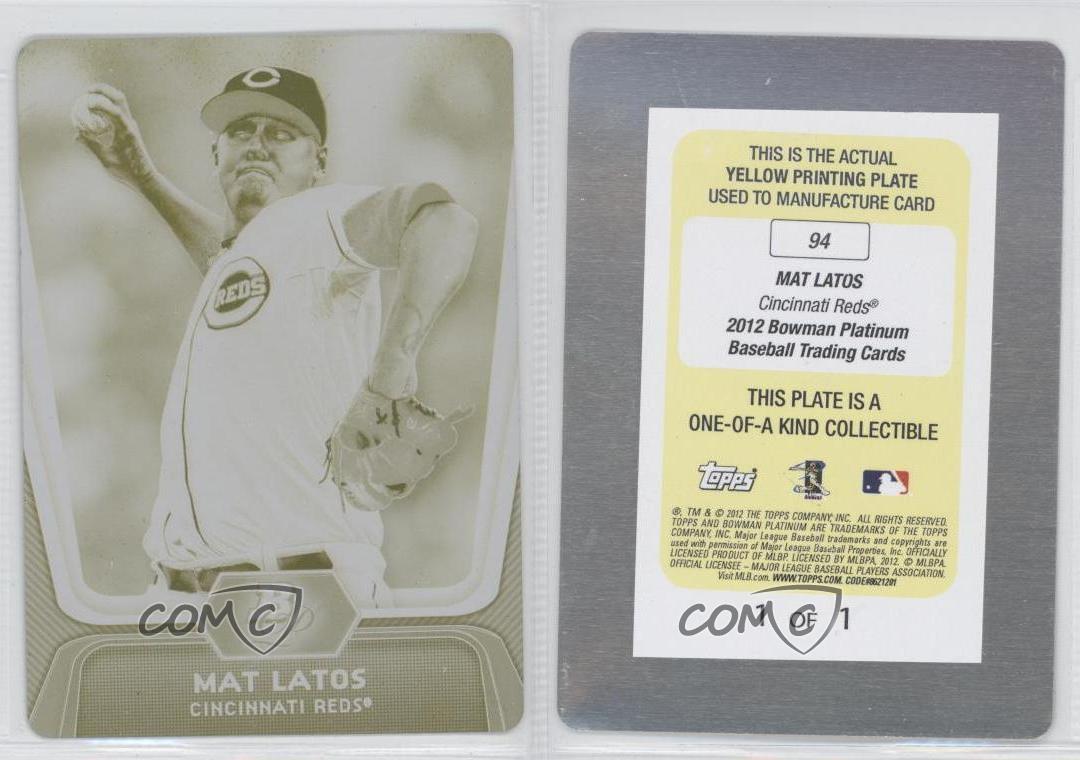 C
REDS
COMC
MAT LATOS
CINCINNATI REDS®
THIS IS THE ACTUAL
YELLOW PRINTING PLATE
USED TO MANUFACTURE CARD
94
MAT LATOS
Cincinnati Reds®
2012 Bowman Platinum
Baseball Trading Cards
THIS PLATE IS A
ONE-OF-A KIND COLLECTIBLE
Topps
®, TM & © 2012 THE TOPPS COMPANY, INC. ALL RIGHTS RESERVED.
TOPPS AND BOWMAN PLATINUM ARE TRADEMARKS OF THE TOPPS
COMPANY, INC. Major League Baseball trademarks and copyrights are
used with permission of Major League Baseball Properties, Inc. OFFICIALLY
LICENSED PRODUCT OF MLBP. LICENSED BY MLBPA, 2012. © MLBPA.
OFFICIAL LICENSEE – MAJOR LEAGUE BASEBALL PLAYERS ASSOCIATION.
Visit MLB.com. WWW.TOPPS.COM. CODE#8621201
COMC
1 OF 1